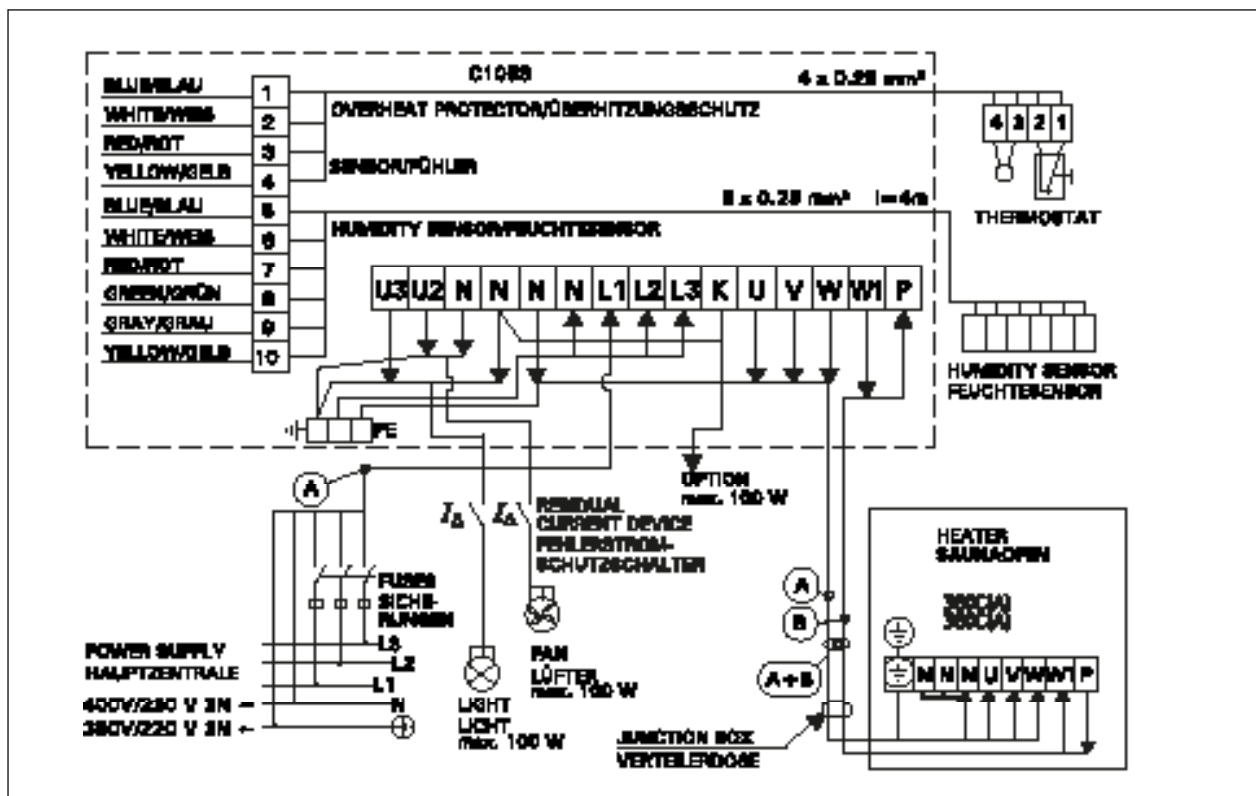 C105S
4 x 0.25 mm²
BLUE/BLAU 1
WHITE/WEIS 2
RED/ROT 3
YELLOW/GELB 4
BLUE/BLAU 5
WHITE/WEIS 6
RED/ROT 7
GREEN/GRÜN 8
GRAY/GRAU 9
YELLOW/GELB 10
OVERHEAT PROTECTOR/ÜBERHITZUNGSSCHUTZ
SENSOR/FÜHLER
4 3 2 1
THERMOSTAT
6 x 0.25 mm² l=4m
HUMIDITY SENSOR/FEUCHTESENSOR
U3 U2 N N N N L1 L2 L3 K U V W W1 P
HUMIDITY SENSOR
FEUCHTESENSOR
PE
A
OPTION
max. 100 W
I∆ I∆
RESIDUAL
CURRENT DEVICE
FEHLERSTROM-
SCHUTZSCHALTER
FUSES
SICHE-
RUNGEN
POWER SUPPLY
HAUPTZENTRALE
L3
L2
L1
400V/230 V 3N ~
N
380V/220 V 3N ~
FAN
LÜFTER
max. 100 W
LIGHT
LIGHT
max. 100 W
A
B
A+B
JUNCTION BOX
VERTEILERDOSE
HEATER
SAUNAOFEN
N N N U V W W1 P